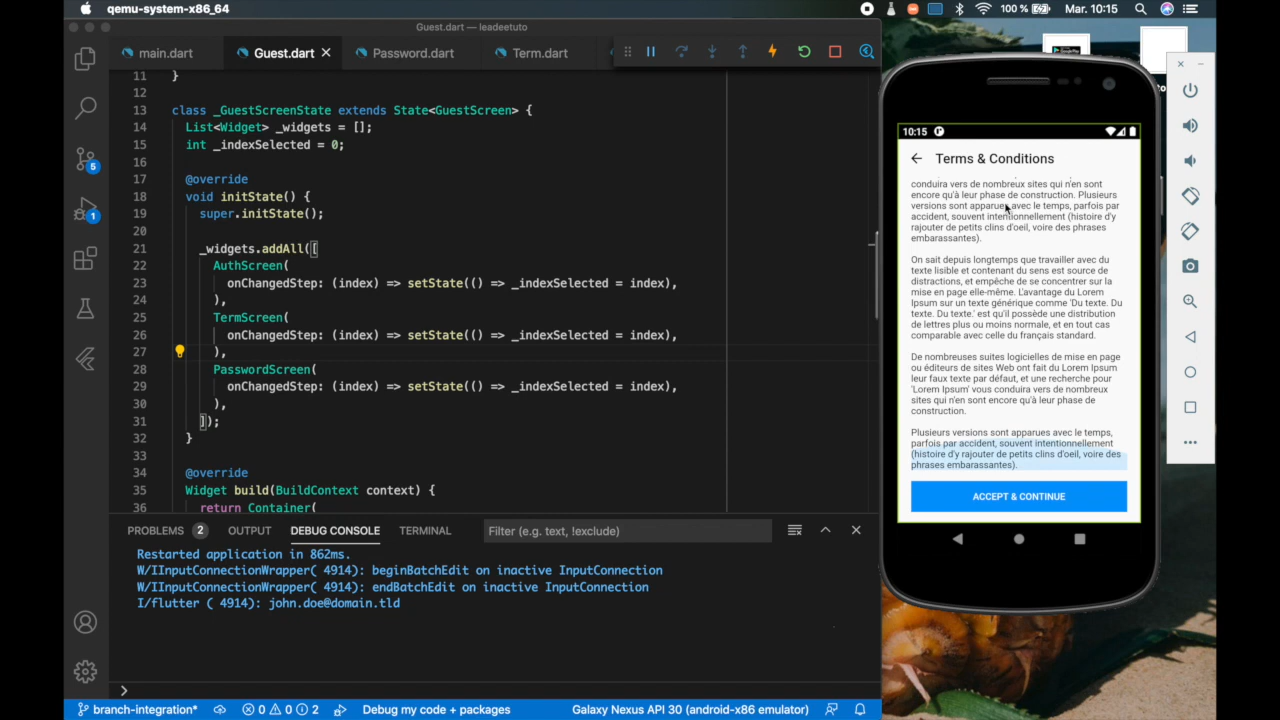 qemu-system-x86_64
100 %
Mar. 10:15
Guest.dart — leadeetuto
main.dart
Guest.dart
Password.dart
Term.dart
11 }
12
13 class _GuestScreenState extends State<GuestScreen> {
14 List<Widget> _widgets = [];
15 int _indexSelected = 0;
16
17 @override
18 void initState() {
19 super.initState();
20
21 _widgets.addAll([
22 AuthScreen(
23 onChangedStep: (index) => setState(() => _indexSelected = index),
24 ),
25 TermScreen(
26 onChangedStep: (index) => setState(() => _indexSelected = index),
27 ),
28 PasswordScreen(
29 onChangedStep: (index) => setState(() => _indexSelected = index),
30 ),
31 ]);
32 }
33
34 @override
35 Widget build(BuildContext context) {
36 return Container(
5
1
PROBLEMS 2 OUTPUT DEBUG CONSOLE TERMINAL Filter (e.g. text, !exclude)
Restarted application in 862ms.
W/IInputConnectionWrapper( 4914): beginBatchEdit on inactive InputConnection
W/IInputConnectionWrapper( 4914): endBatchEdit on inactive InputConnection
I/flutter ( 4914): john.doe@domain.tld
branch-integration* 0 0 2 Debug my code + packages Galaxy Nexus API 30 (android-x86 emulator)
10:15
Terms & Conditions
conduira vers de nombreux sites qui n'en sont
encore qu'à leur phase de construction. Plusieurs
versions sont apparues avec le temps, parfois par
accident, souvent intentionnellement (histoire d'y
rajouter de petits clins d'oeil, voire des phrases
embarassantes).
On sait depuis longtemps que travailler avec du
texte lisible et contenant du sens est source de
distractions, et empêche de se concentrer sur la
mise en page elle-même. L'avantage du Lorem
Ipsum sur un texte générique comme 'Du texte. Du
texte. Du texte.' est qu'il possède une distribution
de lettres plus ou moins normale, et en tout cas
comparable avec celle du français standard.
De nombreuses suites logicielles de mise en page
ou éditeurs de sites Web ont fait du Lorem Ipsum
leur faux texte par défaut, et une recherche pour
'Lorem Ipsum' vous conduira vers de nombreux
sites qui n'en sont encore qu'à leur phase de
construction.
Plusieurs versions sont apparues avec le temps,
parfois par accident, souvent intentionnellement
(histoire d'y rajouter de petits clins d'oeil, voire des
phrases embarassantes).
ACCEPT & CONTINUE